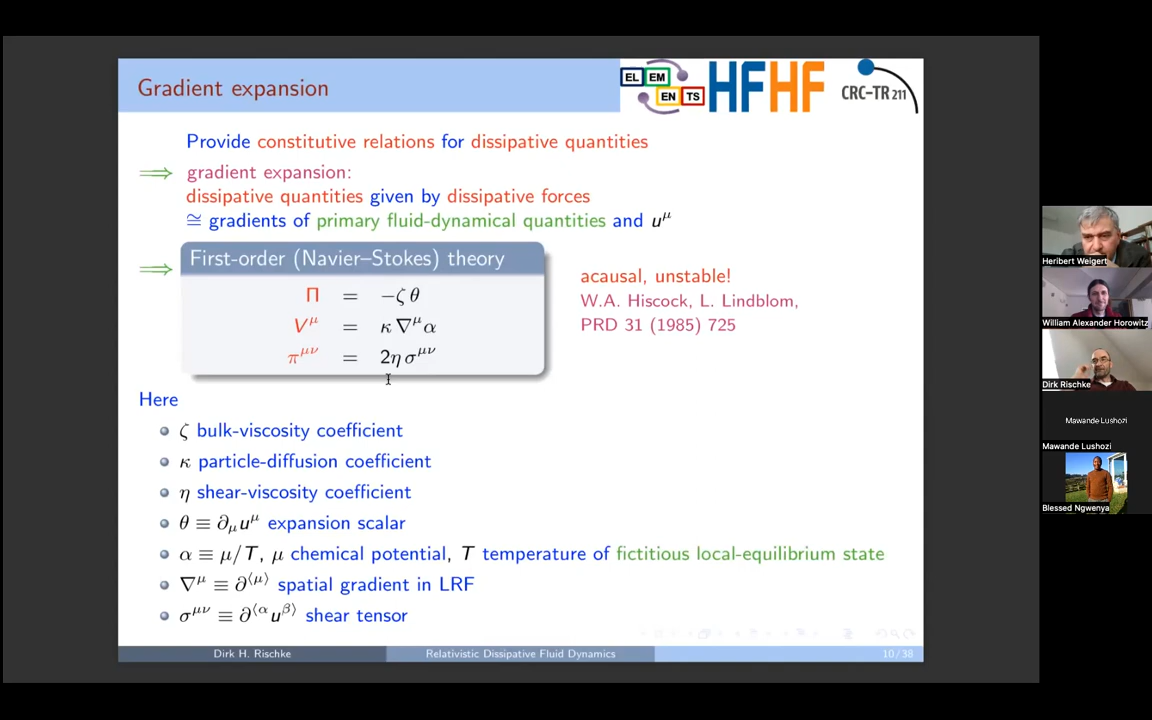 Gradient expansion
EL EM EN TS
HFHF
CRC-TR 211
Provide constitutive relations for dissipative quantities
⟹ gradient expansion:
dissipative quantities given by dissipative forces
≅ gradients of primary fluid-dynamical quantities and u^μ
⟹ First-order (Navier–Stokes) theory
Π = −ζ θ
V^μ = κ ∇^μ α
π^{μν} = 2η σ^{μν}
acausal, unstable!
W.A. Hiscock, L. Lindblom,
PRD 31 (1985) 725
Here
ζ bulk-viscosity coefficient
κ particle-diffusion coefficient
η shear-viscosity coefficient
θ ≡ ∂_μ u^μ expansion scalar
α ≡ μ/T, μ chemical potential, T temperature of fictitious local-equilibrium state
∇^μ ≡ ∂^{⟨μ⟩} spatial gradient in LRF
σ^{μν} ≡ ∂^{⟨α} u^{β⟩} shear tensor
Dirk H. Rischke
Relativistic Dissipative Fluid Dynamics
10/38
Heribert Weigert
William Alexander Horowitz
Dirk Rischke
Mawande Lushozi
Mawande Lushozi
Blessed Ngwenya